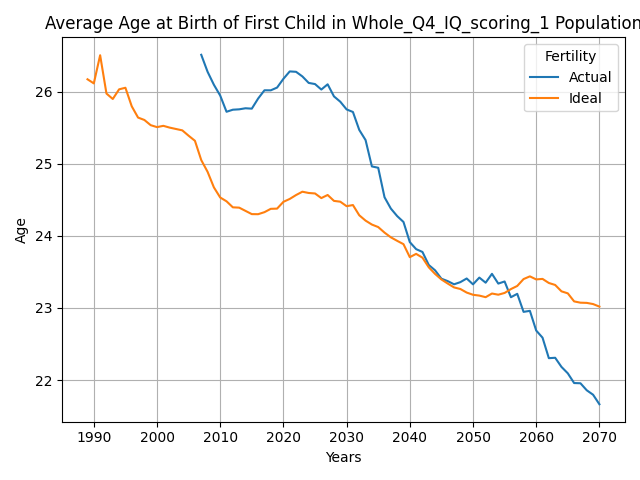 Average Age at Birth of First Child in Whole_Q4_IQ_scoring_1 Population
Fertility
Actual
Ideal
Age
26
25
24
23
22
1990
2000
2010
2020
2030
2040
2050
2060
2070
Years